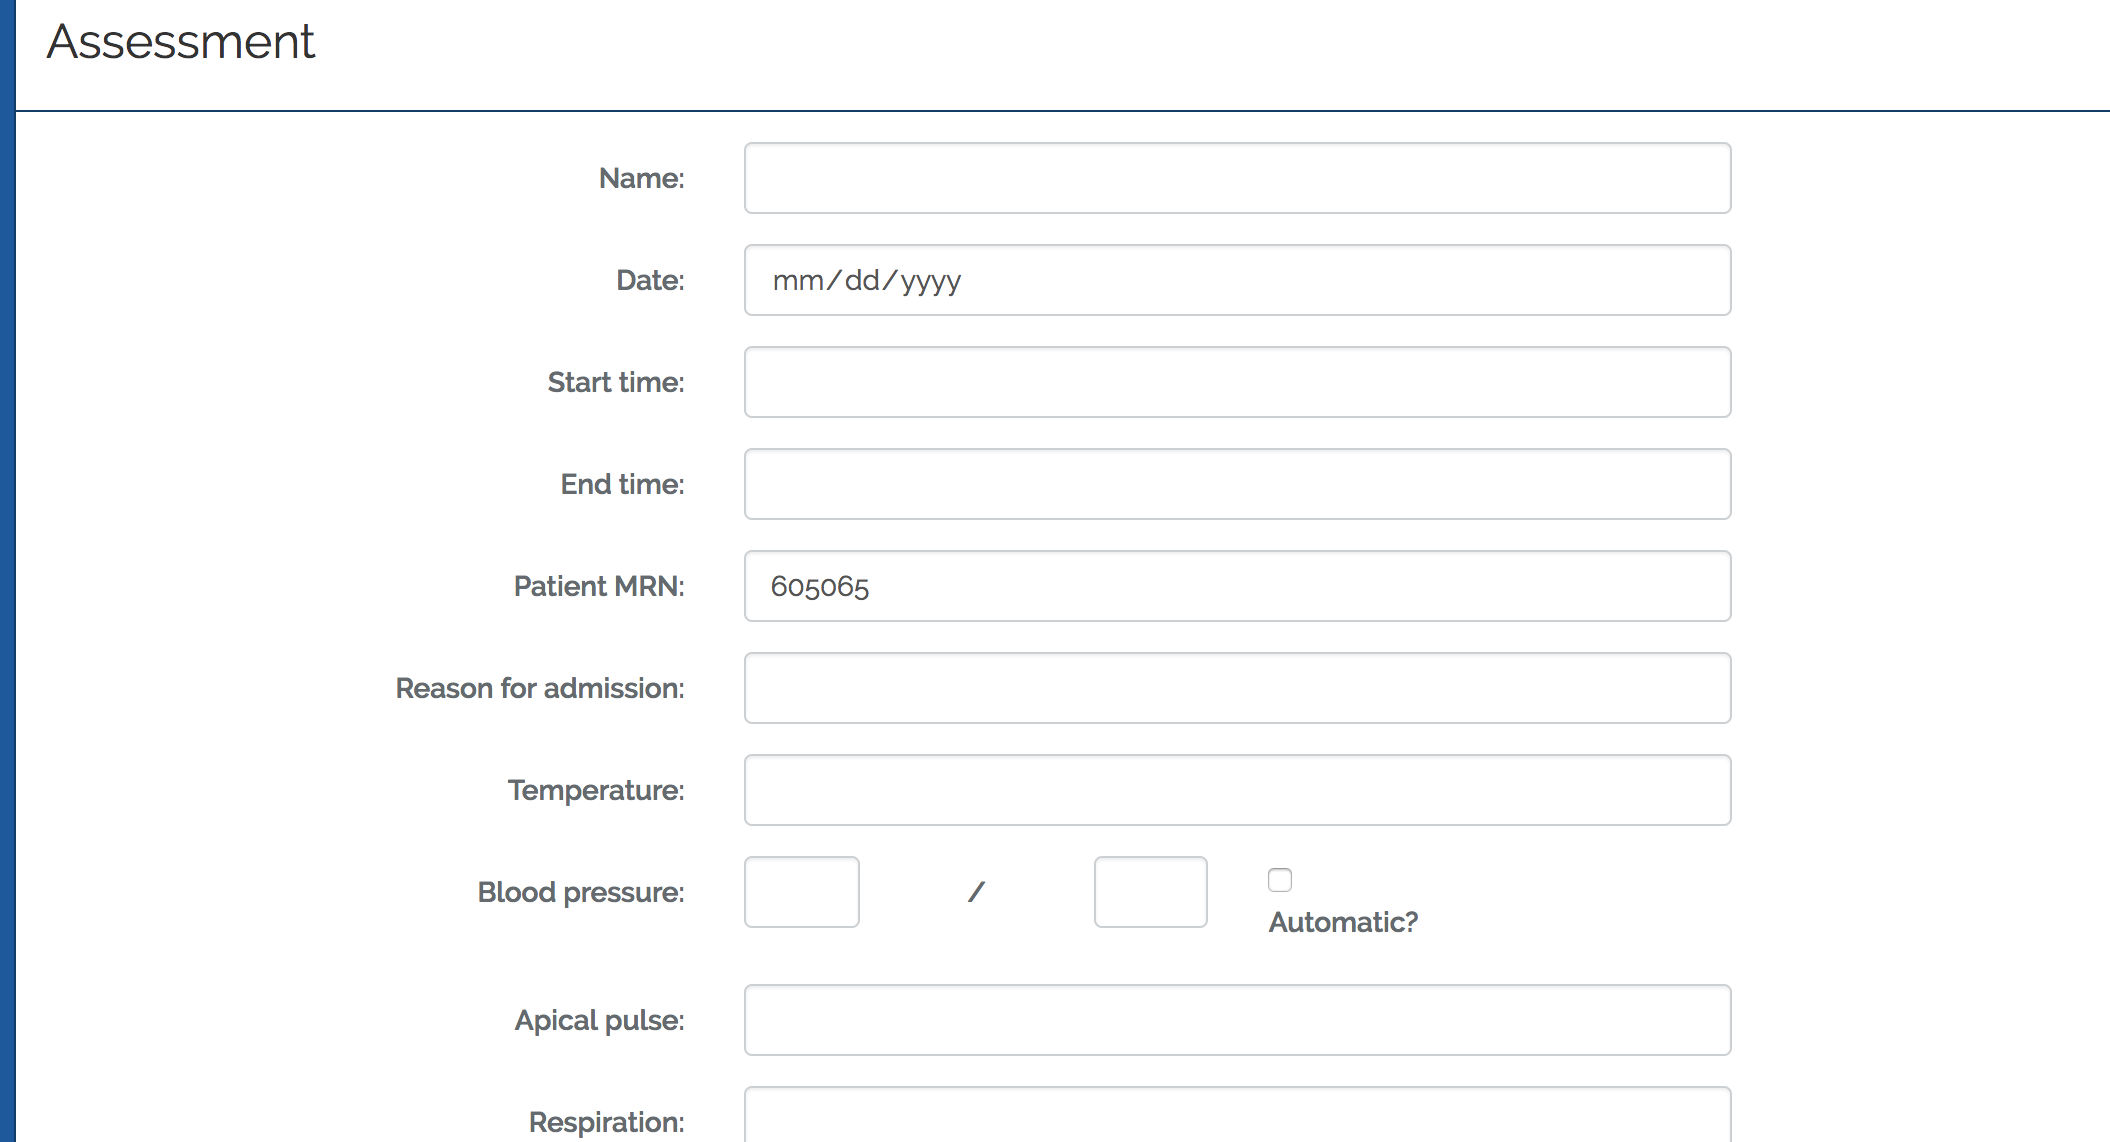 Assessment
Name:
Date: mm/dd/yyyy
Start time:
End time:
Patient MRN: 605065
Reason for admission:
Temperature:
Blood pressure: /
Automatic?
Apical pulse:
Respiration: